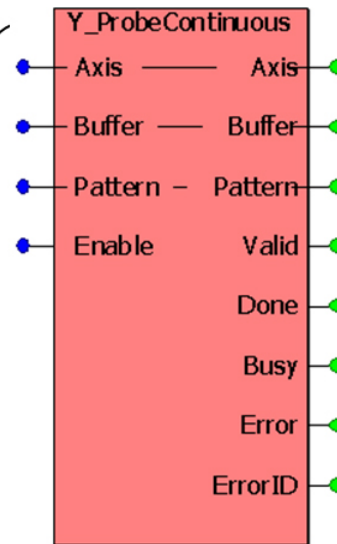 Y_ProbeContinuous
Axis Axis
Buffer Buffer
Pattern Pattern
Enable Valid
Done
Busy
Error
ErrorID